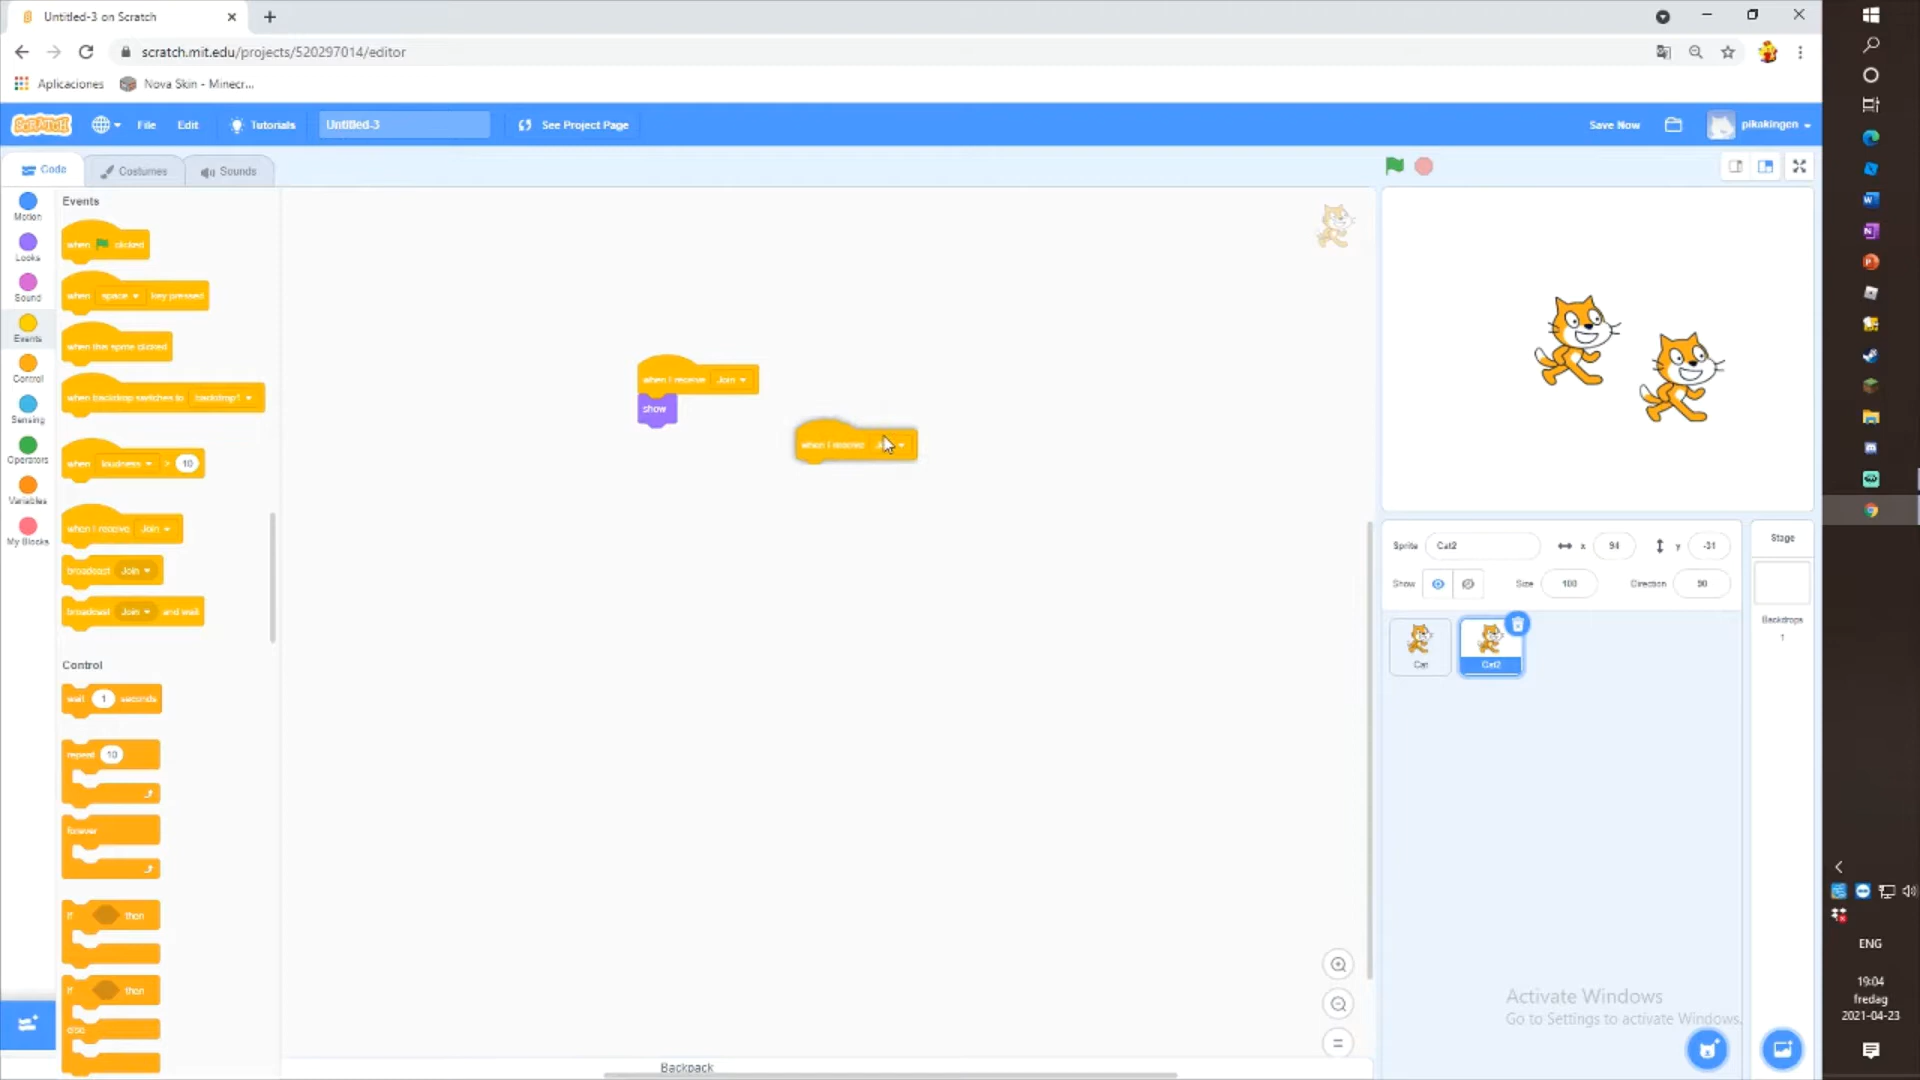 Untitled-3 on Scratch
scratch.mit.edu/projects/520297014/editor
Aplicaciones
Nova Skin - Minecr...
SCRATCH
File
Edit
Tutorials
Untitled-3
See Project Page
Save Now
pikakingen
Code
Costumes
Sounds
Motion
Looks
Sound
Events
Control
Sensing
Operators
Variables
My Blocks
Events
when clicked
when space key pressed
when this sprite clicked
when backdrop switches to backdrop1
when loudness > 10
when I receive Join
broadcast Join
broadcast Join and wait
Control
wait 1 seconds
repeat 10
forever
if then
if then
else
when I receive Join
show
when I receive
Backpack
Sprite Cat2 x 94 y -31
Show Size 100 Direction 90
Cat
Cat2
Stage
Backdrops
1
Activate Windows
Go to Settings to activate Windows.
ENG
19:04
fredag
2021-04-23